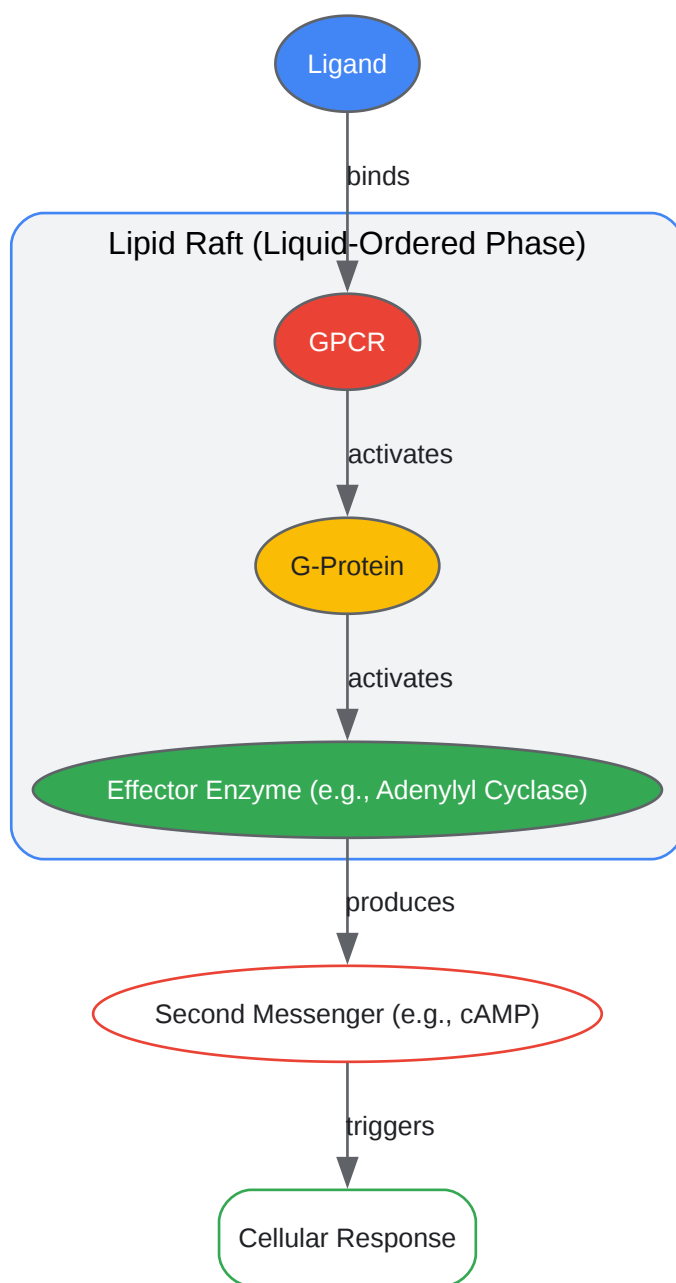 Ligand
binds
Lipid Raft (Liquid-Ordered Phase)
GPCR
activates
G-Protein
activates
Effector Enzyme (e.g., Adenylyl Cyclase)
produces
Second Messenger (e.g., cAMP)
triggers
Cellular Response